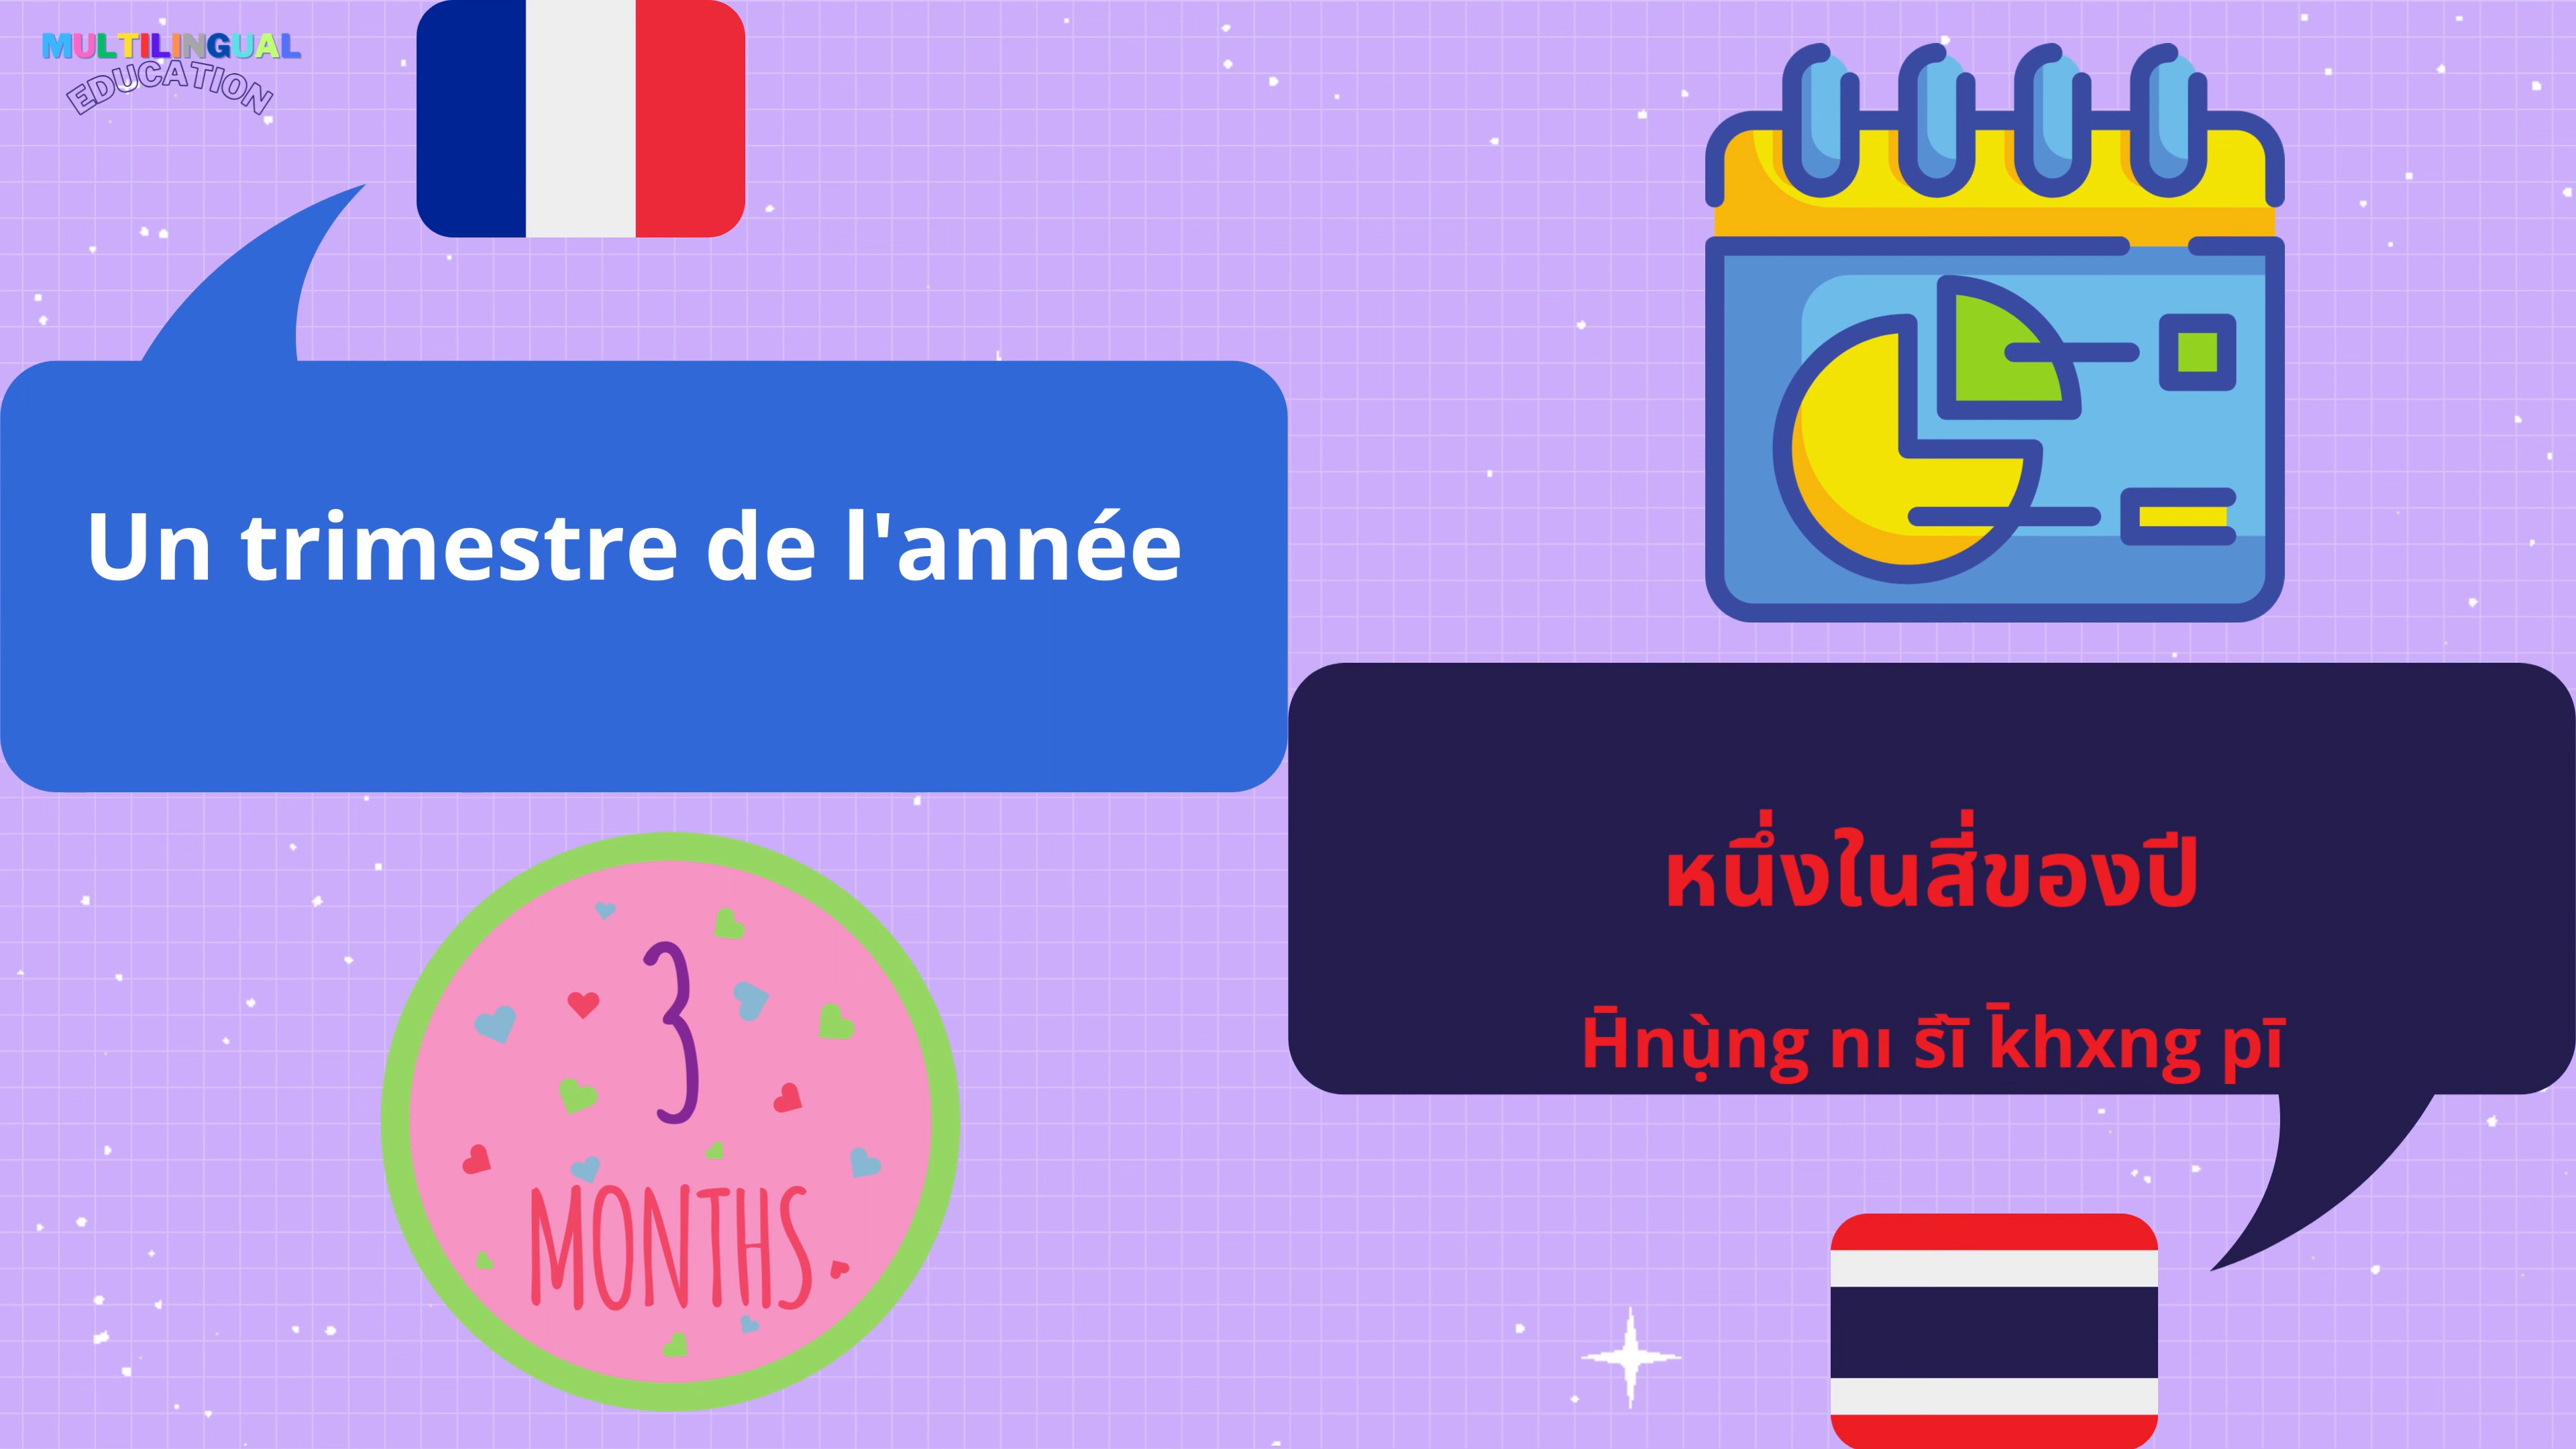 MULTILINGUAL
EDUCATION
Un trimestre de l'année
หนึ่งในสี่ของปี
H̄nụ̀ng nı s̄ī̀ k̄hxng pī
3
MONTHS